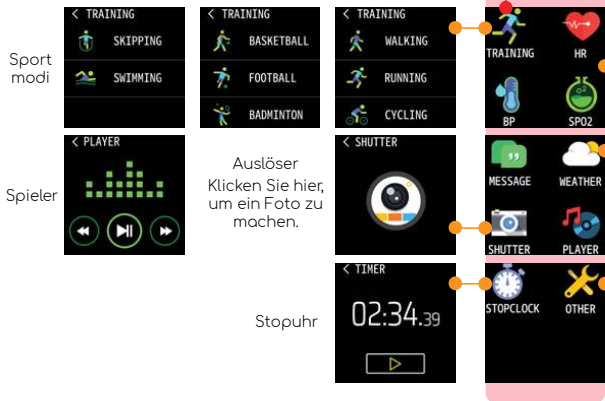 Sport
modi
< TRAINING
SKIPPING
SWIMMING
< TRAINING
BASKETBALL
FOOTBALL
BADMINTON
< TRAINING
WALKING
RUNNING
CYCLING
TRAINING HR
BP SPO2
Spieler
< PLAYER
Auslöser
Klicken Sie hier,
um ein Foto zu
machen.
< SHUTTER
MESSAGE WEATHER
SHUTTER PLAYER
Stopuhr
< TIMER
02:34.39
STOPCLOCK OTHER